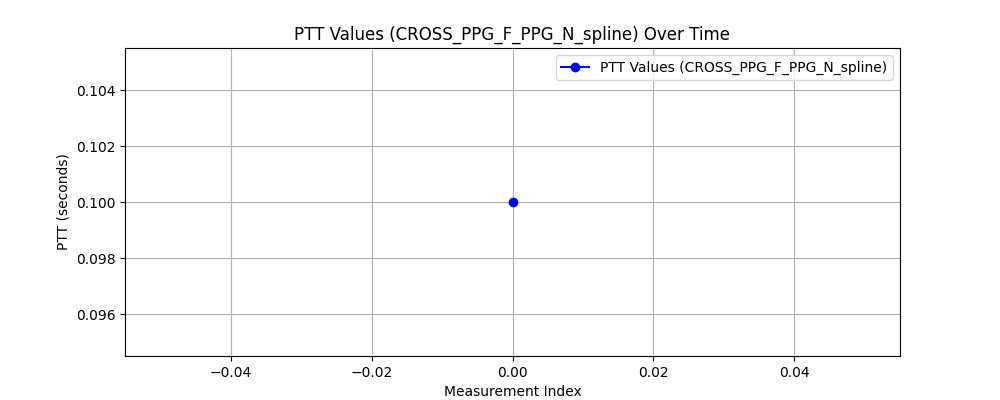 PTT Values (CROSS_PPG_F_PPG_N_spline) Over Time
PTT Values (CROSS_PPG_F_PPG_N_spline)
0.104
0.102
0.100
0.098
0.096
PTT (seconds)
−0.04
−0.02
0.00
0.02
0.04
Measurement Index